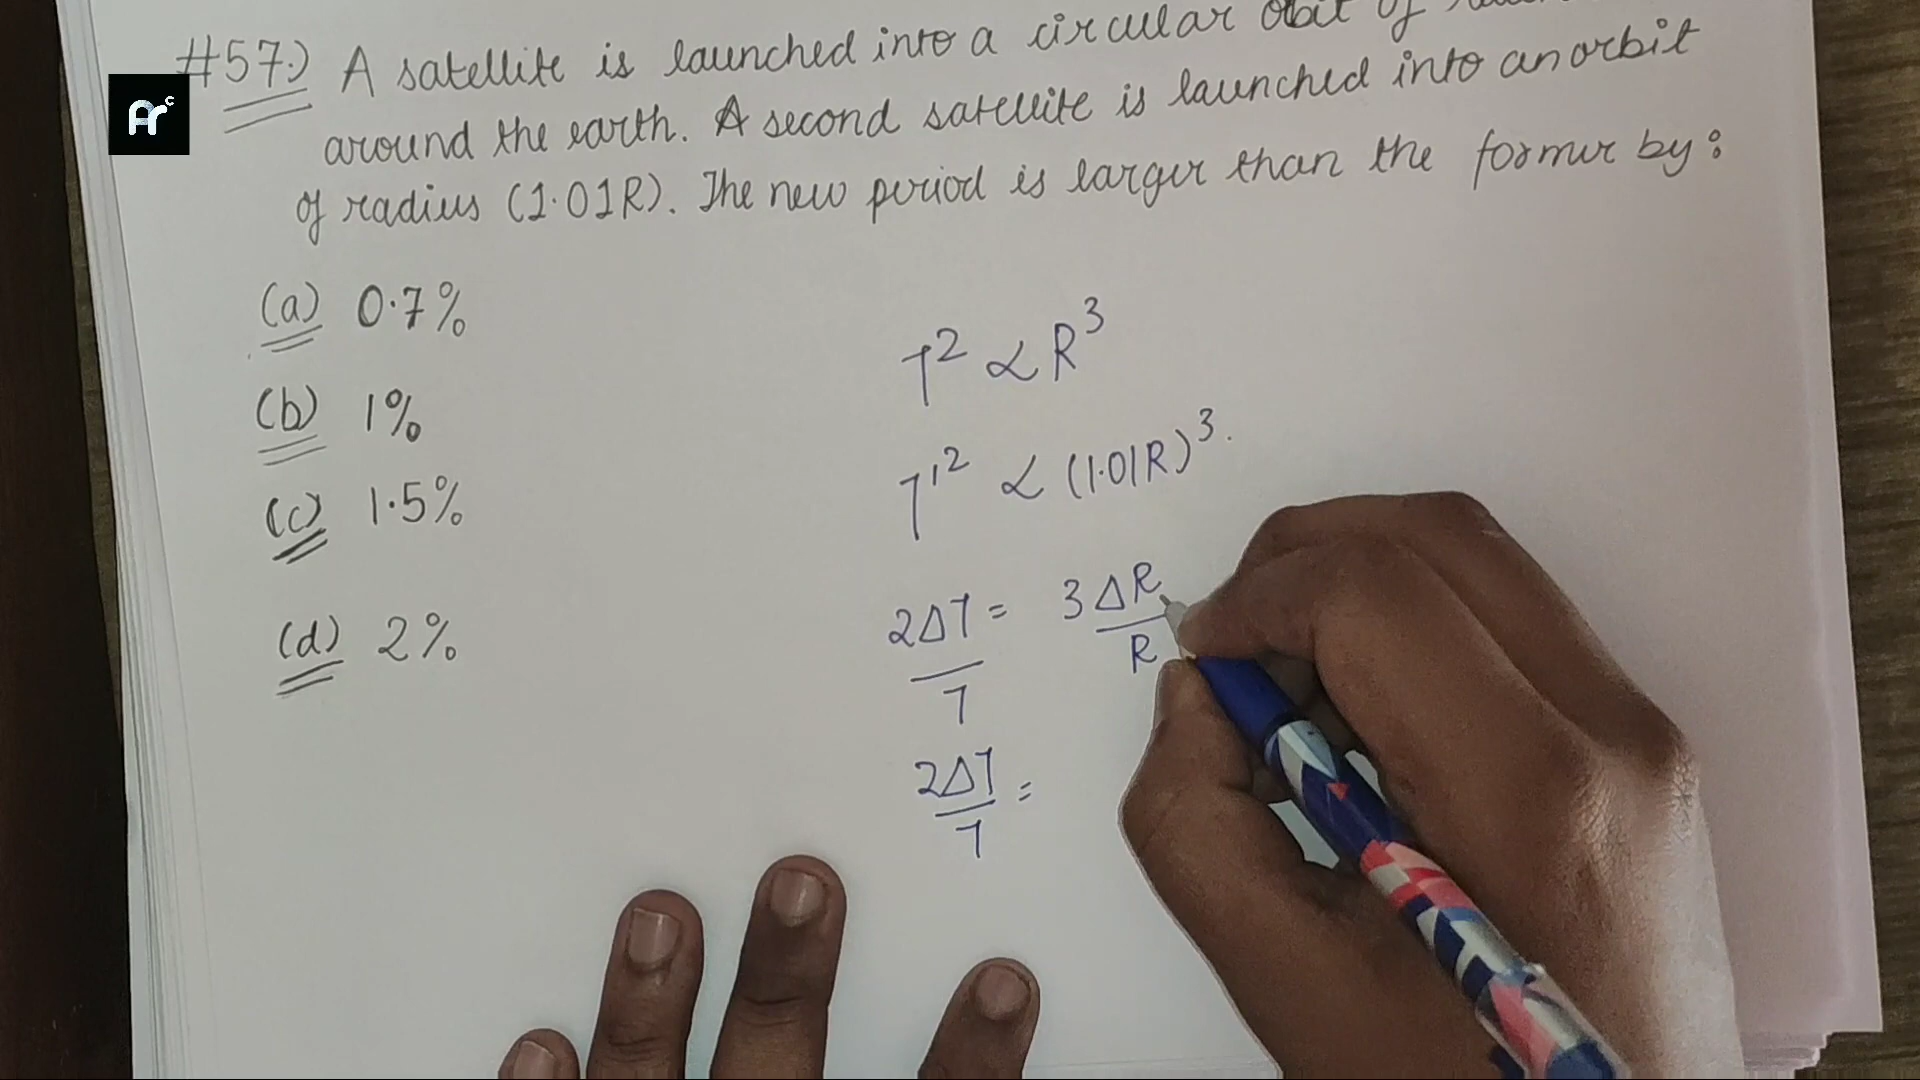 #57.) A satellite is launched into a circular obit of
around the earth. A second satellite is launched into an orbit
of radius (1.01R). The new period is larger than the former by:
(a) 0.7%
(b) 1%
(c) 1.5%
(d) 2%
T² ∝ R³
T'² ∝ (1.01R)³.
2ΔT/T = 3ΔR/R
2ΔT/T =
Arc